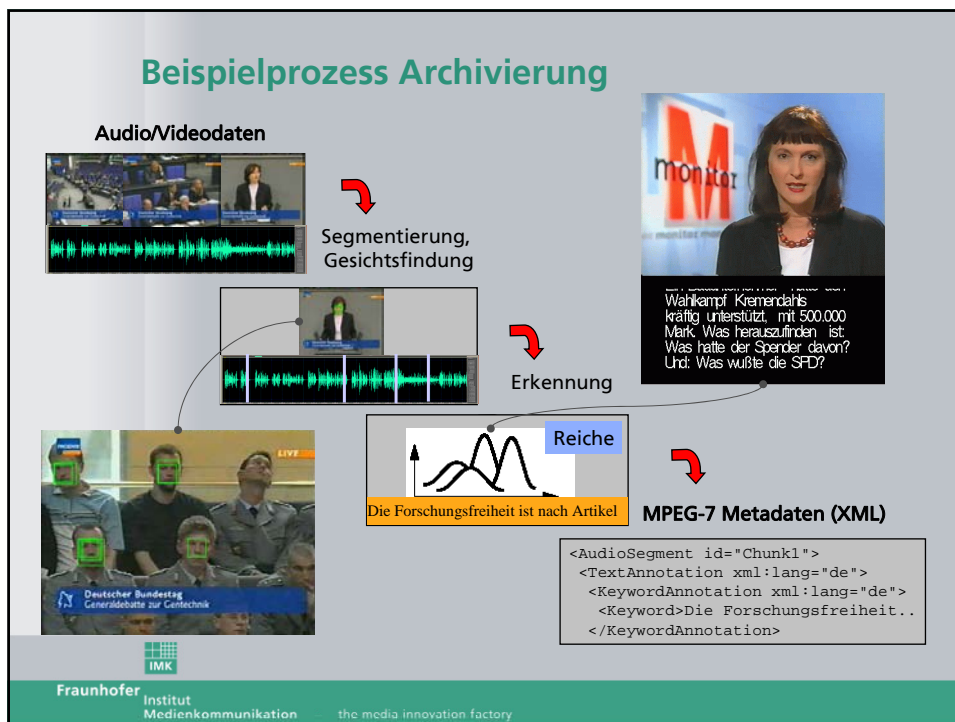 Beispielprozess Archivierung
Audio/Videodaten
Segmentierung,
Gesichtsfindung
monitor
Wahlkampf Kremendahls
kräftig unterstützt, mit 500.000
Mark. Was herauszufinden ist:
Was hatte der Spender davon?
Und: Was wußte die SPD?
Erkennung
Reiche
Die Forschungsfreiheit ist nach Artikel
LIVE
Deutscher Bundestag
Generaldebatte zur Gentechnik
MPEG-7 Metadaten (XML)
<AudioSegment id="Chunk1">
<TextAnnotation xml:lang="de">
<KeywordAnnotation xml:lang="de">
<Keyword>Die Forschungsfreiheit..
</KeywordAnnotation>
IMK
Fraunhofer Institut
Medienkommunikation the media innovation factory